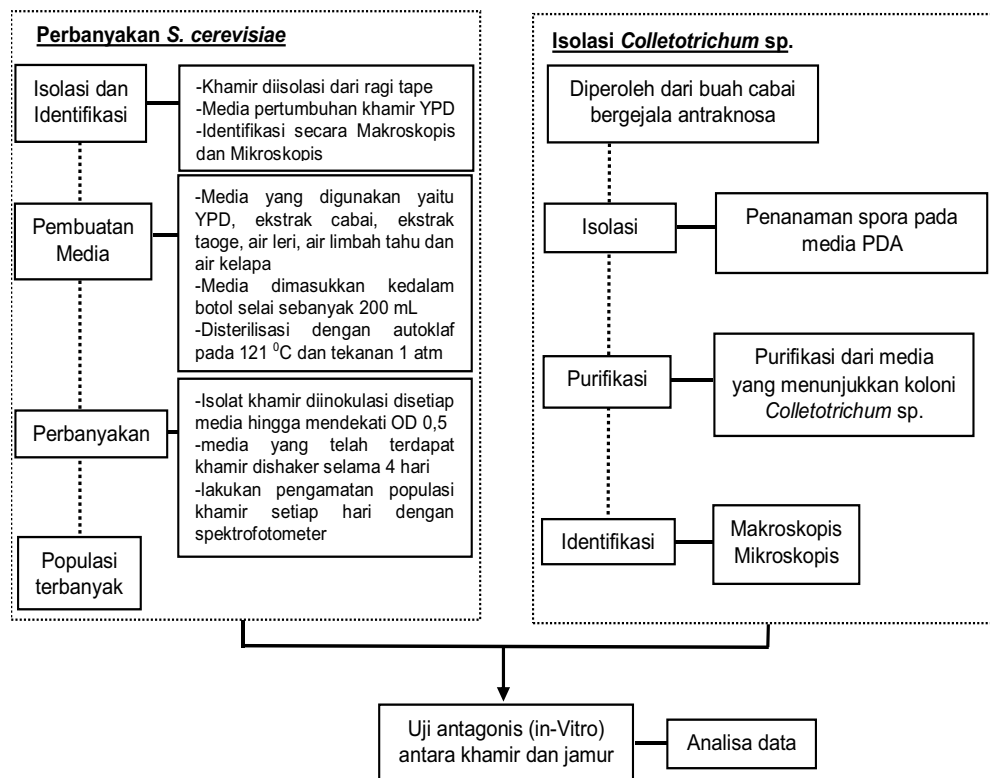 Perbanyakan S. cerevisiae
Isolasi dan
Identifikasi
-Khamir diisolasi dari ragi tape
-Media pertumbuhan khamir YPD
-Identifikasi secara Makroskopis
dan Mikroskopis
Pembuatan
Media
-Media yang digunakan yaitu
YPD, ekstrak cabai, ekstrak
taoge, air leri, air limbah tahu dan
air kelapa
-Media dimasukkan kedalam
botol selai sebanyak 200 mL
-Disterilisasi dengan autoklaf
pada 121 ⁰C dan tekanan 1 atm
Perbanyakan
-Isolat khamir diinokulasi disetiap
media hingga mendekati OD 0,5
-media yang telah terdapat
khamir dishaker selama 4 hari
-lakukan pengamatan populasi
khamir setiap hari dengan
spektrofotometer
Populasi
terbanyak
Isolasi Colletotrichum sp.
Diperoleh dari buah cabai
bergejala antraknosa
Isolasi
Penanaman spora pada
media PDA
Purifikasi
Purifikasi dari media
yang menunjukkan koloni
Colletotrichum sp.
Identifikasi
Makroskopis
Mikroskopis
Uji antagonis (in-Vitro)
antara khamir dan jamur
Analisa data